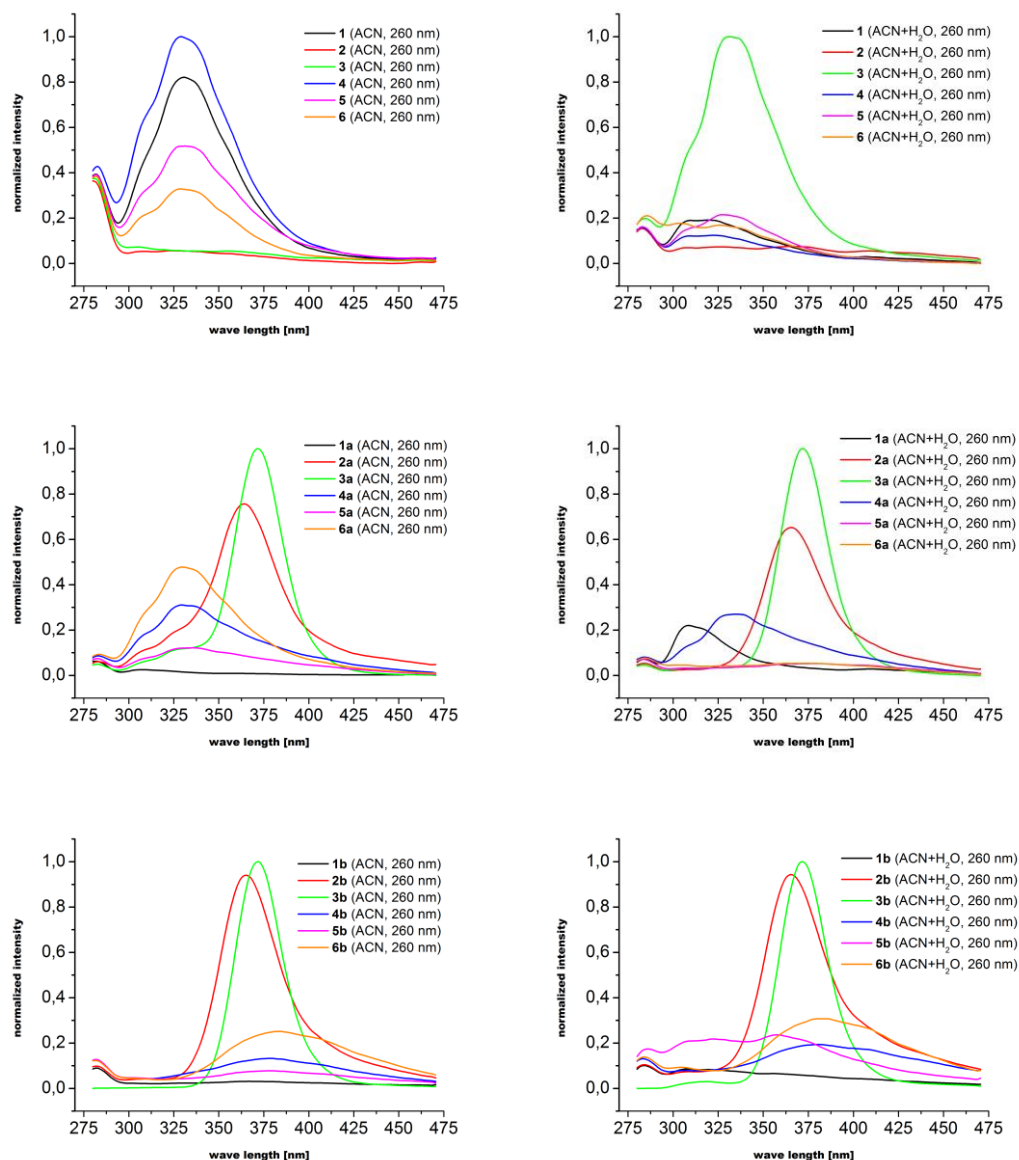 1,0
0,8
0,6
0,4
0,2
0,0
normalized intensity
1 (ACN, 260 nm)
2 (ACN, 260 nm)
3 (ACN, 260 nm)
4 (ACN, 260 nm)
5 (ACN, 260 nm)
6 (ACN, 260 nm)
275 300 325 350 375 400 425 450 475
wave length [nm]
1,0
0,8
0,6
0,4
0,2
0,0
normalized intensity
1 (ACN+H₂O, 260 nm)
2 (ACN+H₂O, 260 nm)
3 (ACN+H₂O, 260 nm)
4 (ACN+H₂O, 260 nm)
5 (ACN+H₂O, 260 nm)
6 (ACN+H₂O, 260 nm)
275 300 325 350 375 400 425 450 475
wave length [nm]
1,0
0,8
0,6
0,4
0,2
0,0
normalized intensity
1a (ACN, 260 nm)
2a (ACN, 260 nm)
3a (ACN, 260 nm)
4a (ACN, 260 nm)
5a (ACN, 260 nm)
6a (ACN, 260 nm)
275 300 325 350 375 400 425 450 475
wave length [nm]
1,0
0,8
0,6
0,4
0,2
0,0
normalized intensity
1a (ACN+H₂O, 260 nm)
2a (ACN+H₂O, 260 nm)
3a (ACN+H₂O, 260 nm)
4a (ACN+H₂O, 260 nm)
5a (ACN+H₂O, 260 nm)
6a (ACN+H₂O, 260 nm)
275 300 325 350 375 400 425 450 475
wave length [nm]
1,0
0,8
0,6
0,4
0,2
0,0
normalized intensity
1b (ACN, 260 nm)
2b (ACN, 260 nm)
3b (ACN, 260 nm)
4b (ACN, 260 nm)
5b (ACN, 260 nm)
6b (ACN, 260 nm)
275 300 325 350 375 400 425 450 475
wave length [nm]
1,0
0,8
0,6
0,4
0,2
0,0
normalized intensity
1b (ACN+H₂O, 260 nm)
2b (ACN+H₂O, 260 nm)
3b (ACN+H₂O, 260 nm)
4b (ACN+H₂O, 260 nm)
5b (ACN+H₂O, 260 nm)
6b (ACN+H₂O, 260 nm)
275 300 325 350 375 400 425 450 475
wave length [nm]